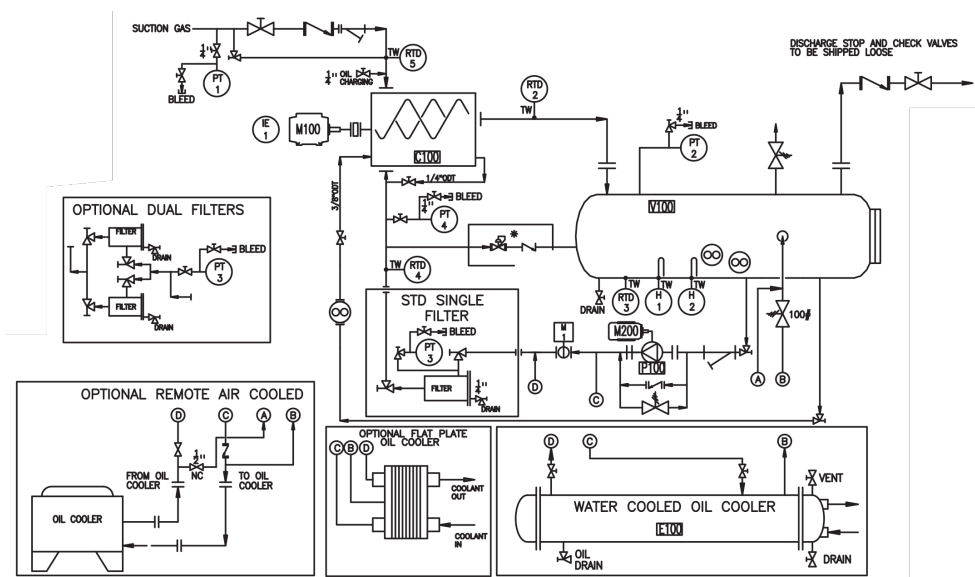 SUCTION GAS
1/4"
PT
1
BLEED
TW
RTD
5
1/4" OIL
CHARGING
DISCHARGE STOP AND CHECK VALVES
TO BE SHIPPED LOOSE
RTD
2
TW
IE
1
M100
C100
1/4"
BLEED
PT
2
V100
3/8"ODT
1/4"ODT
BLEED
1/4"
PT
4
*
TW
RTD
4
TW
TW
TW
RTD
3
H
1
H
2
DRAIN
100#
A
B
OPTIONAL DUAL FILTERS
FILTER
DRAIN
BLEED
PT
3
FILTER
DRAIN
STD SINGLE
FILTER
BLEED
PT
3
FILTER
1/4"
DRAIN
M
1
M200
P100
D
C
OPTIONAL REMOTE AIR COOLED
D
C
A
B
1/2"
NC
FROM OIL
COOLER
TO OIL
COOLER
OIL COOLER
OPTIONAL FLAT PLATE
OIL COOLER
C
B
D
COOLANT
OUT
COOLANT
IN
D
C
B
VENT
WATER COOLED OIL COOLER
E100
OIL
DRAIN
DRAIN